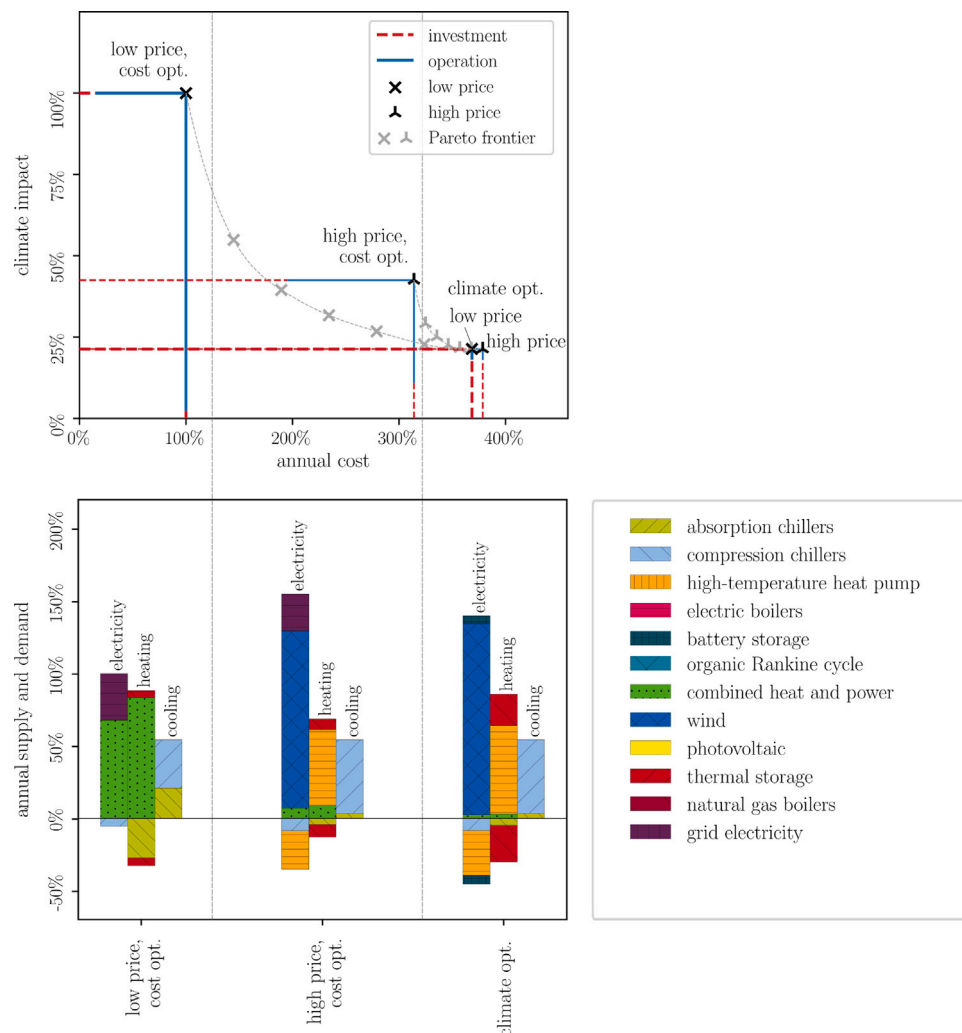 investment
operation
low price
high price
Pareto frontier
low price,
cost opt.
high price,
cost opt.
climate opt.
low price
high price
climate impact
100%
75%
50%
25%
0%
0%
100%
200%
300%
400%
annual cost
annual supply and demand
200%
150%
100%
50%
0%
-50%
electricity
heating
cooling
electricity
heating
cooling
electricity
heating
cooling
low price,
cost opt.
high price,
cost opt.
climate opt.
absorption chillers
compression chillers
high-temperature heat pump
electric boilers
battery storage
organic Rankine cycle
combined heat and power
wind
photovoltaic
thermal storage
natural gas boilers
grid electricity